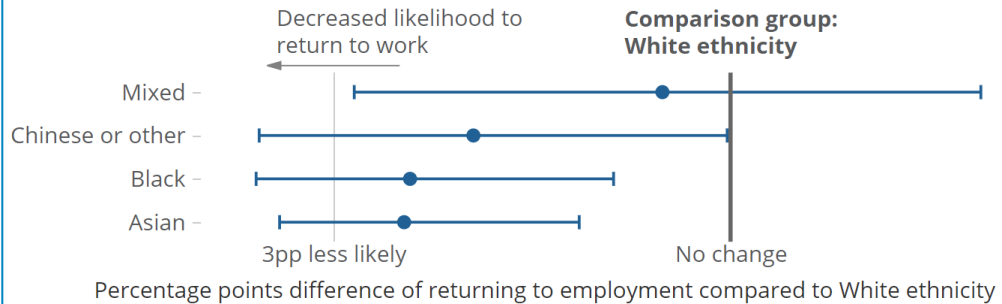 Decreased likelihood to
return to work
Comparison group:
White ethnicity
Mixed
Chinese or other
Black
Asian
3pp less likely
No change
Percentage points difference of returning to employment compared to White ethnicity